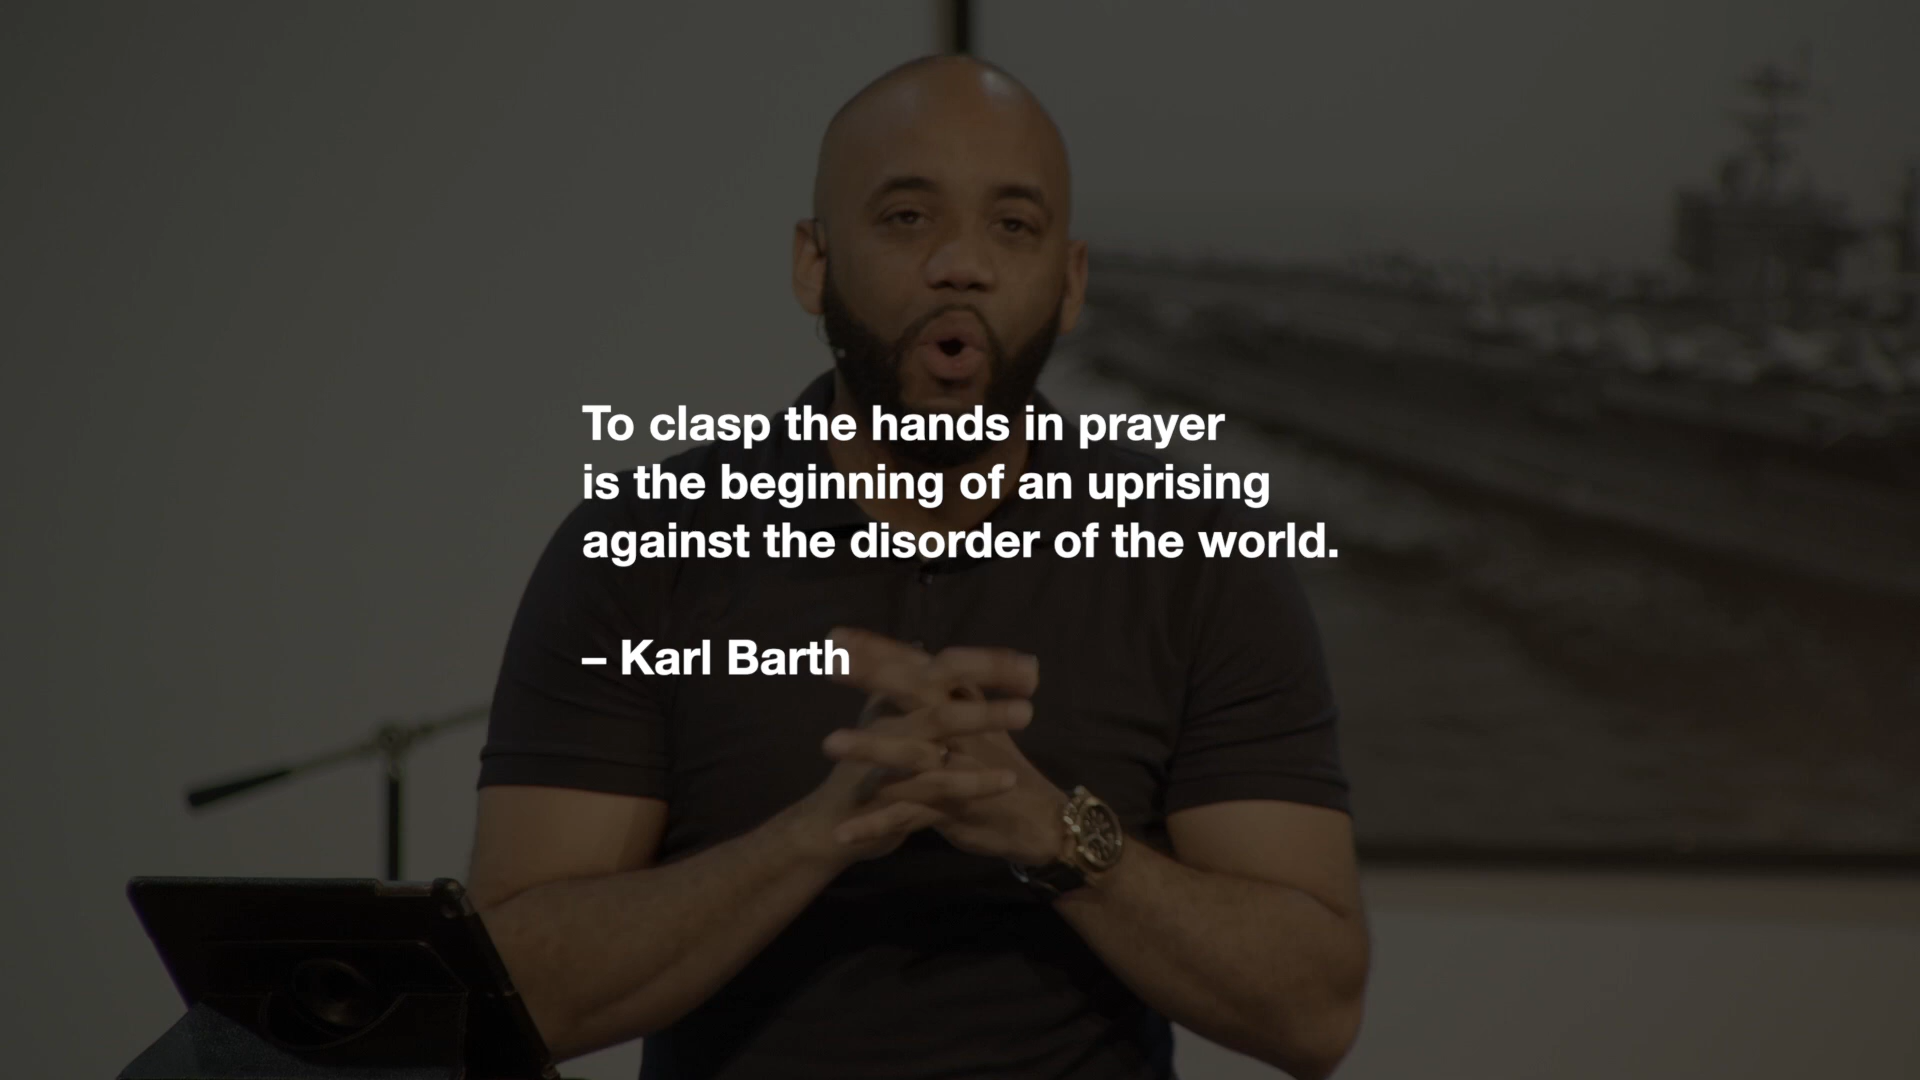 To clasp the hands in prayer
is the beginning of an uprising
against the disorder of the world.
– Karl Barth